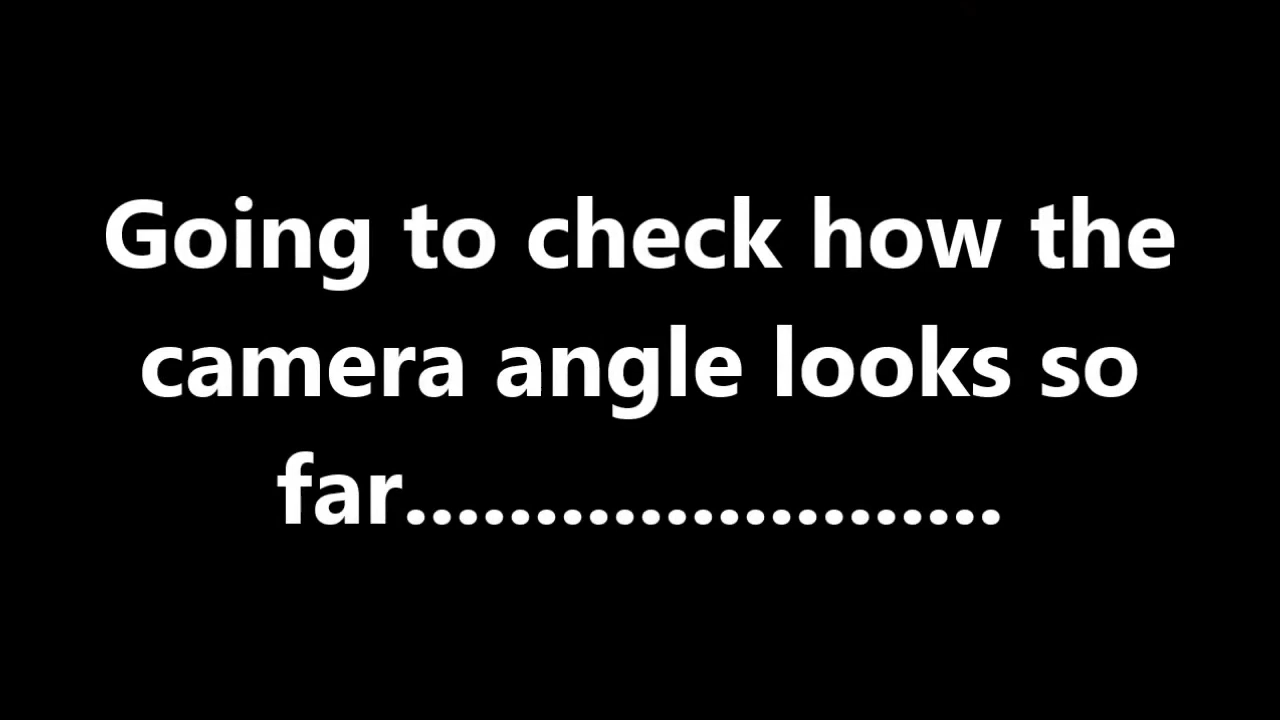 Going to check how the
camera angle looks so
far.......................